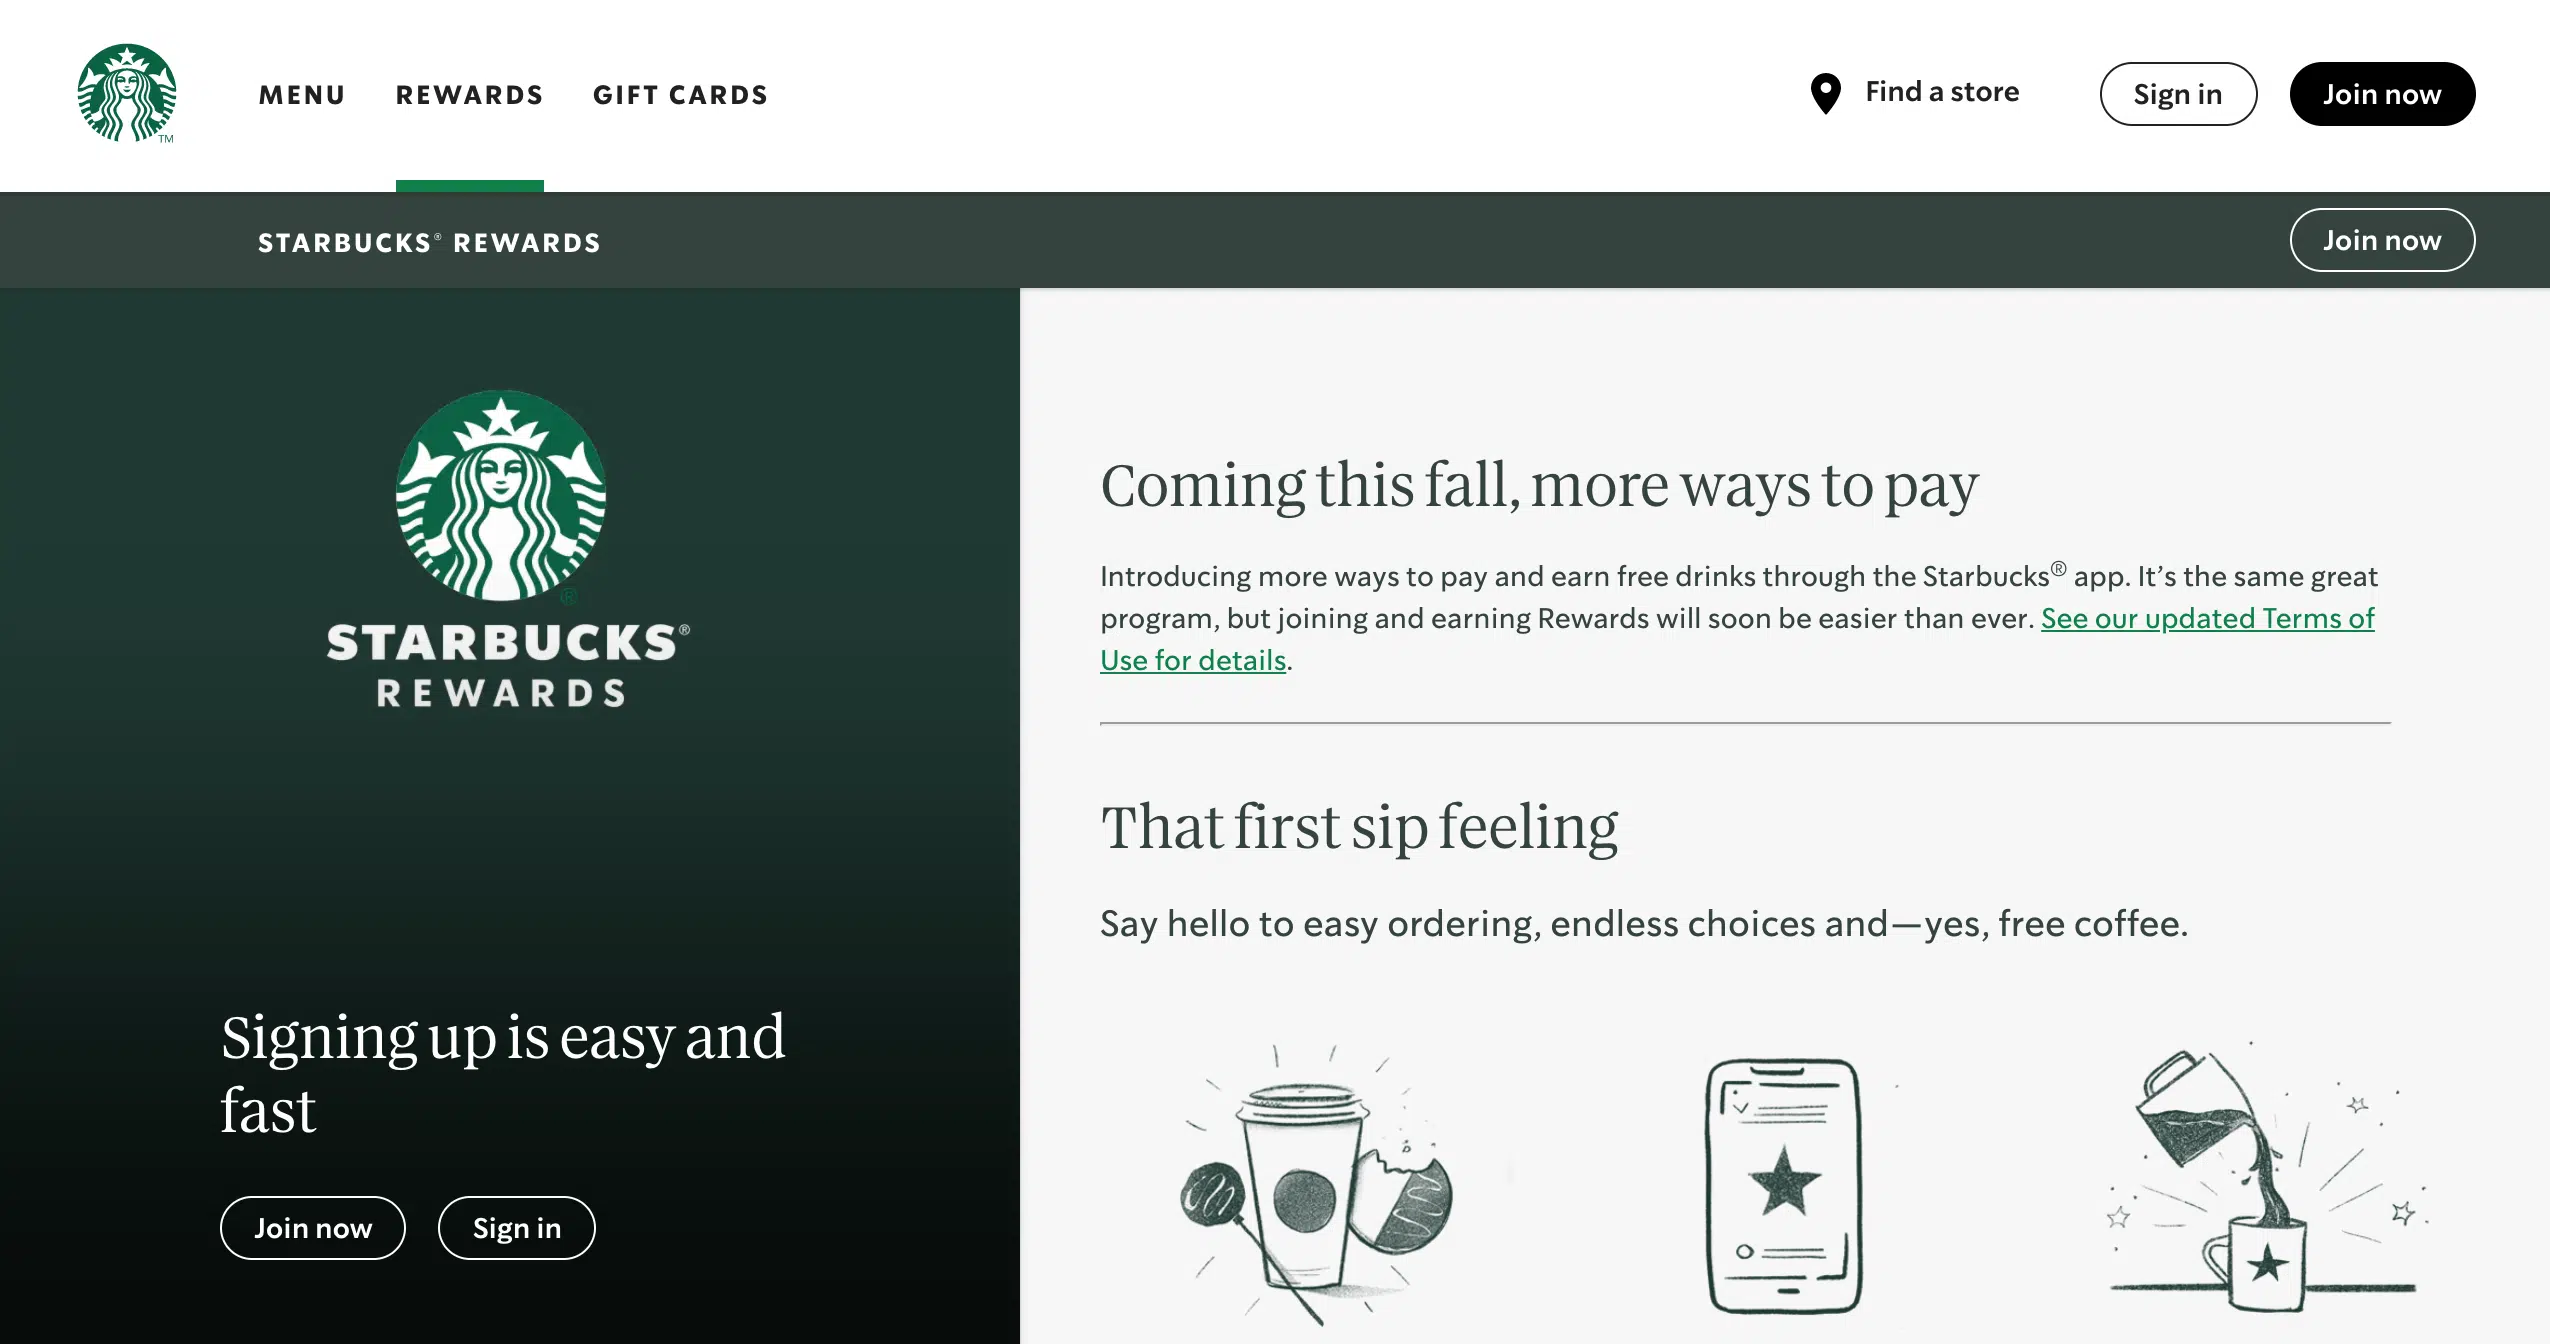 TM
MENU
REWARDS
GIFT CARDS
Find a store
Sign in
Join now
STARBUCKS® REWARDS
Join now
®
STARBUCKS®
REWARDS
Signing up is easy and
fast
Join now
Sign in
Coming this fall, more ways to pay
Introducing more ways to pay and earn free drinks through the Starbucks® app. It’s the same great
program, but joining and earning Rewards will soon be easier than ever. See our updated Terms of
Use for details.
That first sip feeling
Say hello to easy ordering, endless choices and—yes, free coffee.